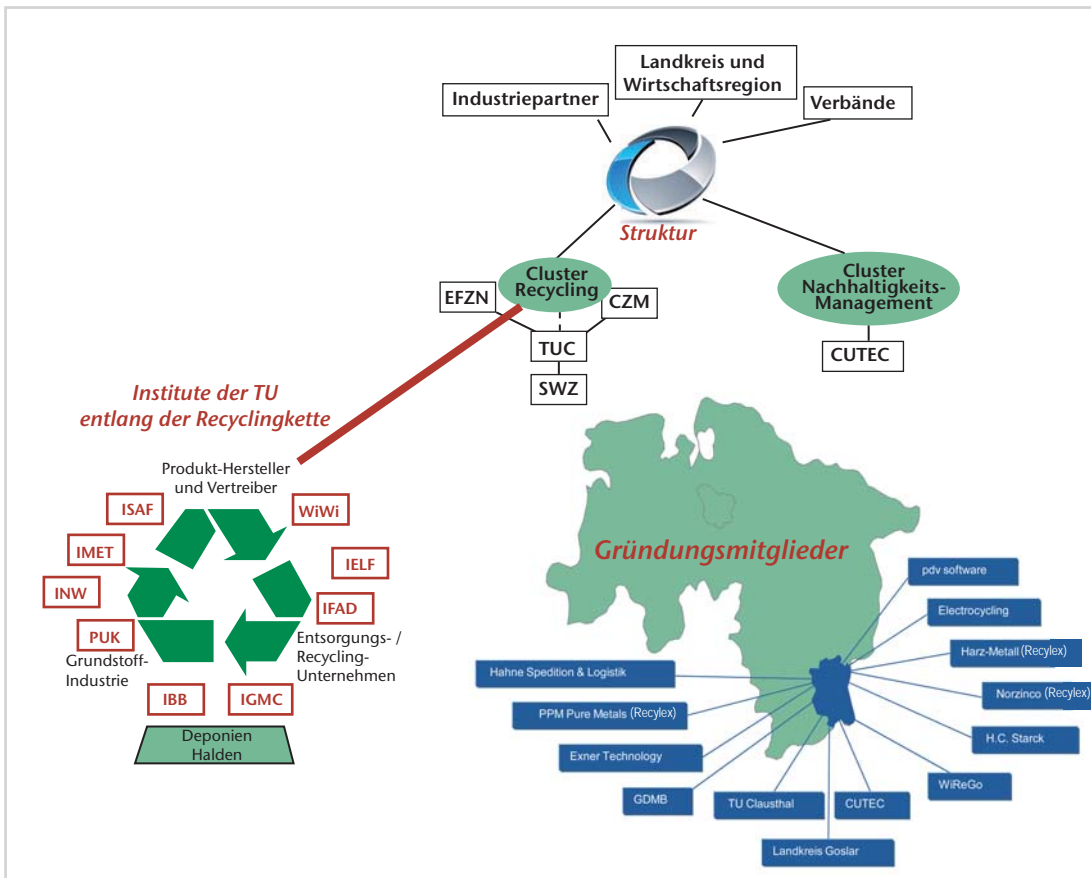 Landkreis und
Wirtschaftsregion
Industriepartner
Verbände
Struktur
Cluster
Recycling
Cluster
Nachhaltigkeits-
Management
EFZN
CZM
TUC
CUTEC
SWZ
Institute der TU
entlang der Recyclingkette
Produkt-Hersteller
und Vertreiber
ISAF
WiWi
IMET
IELF
INW
IFAD
PUK
Entsorgungs- /
Recycling-
Unternehmen
Grundstoff-
Industrie
IBB
IGMC
Deponien
Halden
Gründungsmitglieder
pdv software
Electrocycling
Harz-Metall (Recylex)
Hahne Spedition & Logistik
Norzinco (Recylex)
PPM Pure Metals (Recylex)
H.C. Starck
Exner Technology
WiReGo
GDMB
TU Clausthal
CUTEC
Landkreis Goslar